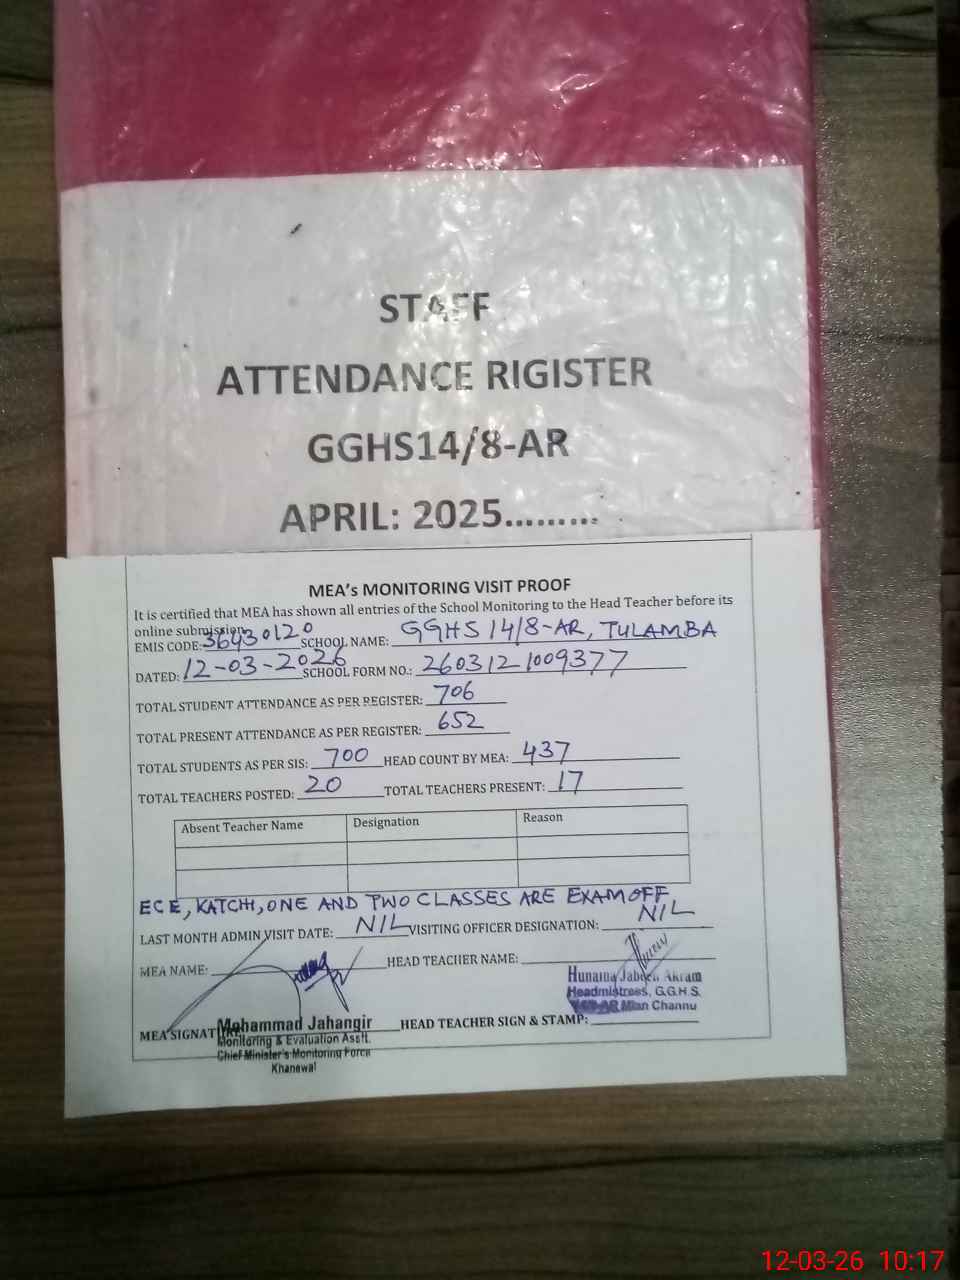 STAFF
ATTENDANCE RIGISTER
GGHS14/8-AR
APRIL: 2025.........
MEA's MONITORING VISIT PROOF
It is certified that MEA has shown all entries of the School Monitoring to the Head Teacher before its
online submission
EMIS CODE: 36430120 SCHOOL NAME: GGHS 14/8-AR, TULAMBA
DATED: 12-03-2026 SCHOOL FORM NO.: 2603121009377
TOTAL STUDENT ATTENDANCE AS PER REGISTER: 706
TOTAL PRESENT ATTENDANCE AS PER REGISTER: 652
TOTAL STUDENTS AS PER SIS: 700 HEAD COUNT BY MEA: 437
TOTAL TEACHERS POSTED: 20 TOTAL TEACHERS PRESENT: 17
Absent Teacher Name Designation Reason
ECE, KATCHI, ONE AND TWO CLASSES ARE EXAM OFF
LAST MONTH ADMIN VISIT DATE: NIL VISITING OFFICER DESIGNATION: NIL
MEA NAME: HEAD TEACHER NAME:
Humaima Jabeen Akram
Headmistress, G.G.H.S.
Mian Channu
MEA SIGNATURE HEAD TEACHER SIGN & STAMP:
Mohammad Jahangir
Monitoring & Evaluation Asstt.
Chief Minister's Monitoring Force
Khanewal
12-03-26 10:17